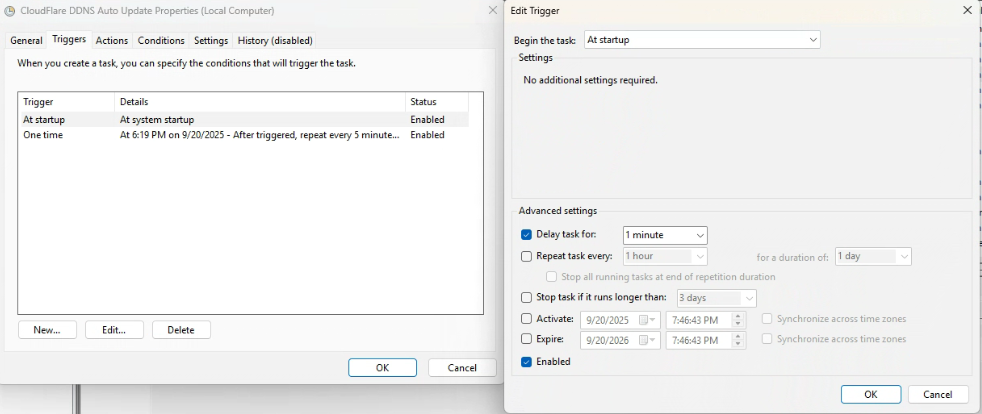 CloudFlare DDNS Auto Update Properties (Local Computer)
General Triggers Actions Conditions Settings History (disabled)
When you create a task, you can specify the conditions that will trigger the task.
Trigger Details Status
At startup At system startup Enabled
One time At 6:19 PM on 9/20/2025 - After triggered, repeat every 5 minute... Enabled
New... Edit... Delete
OK Cancel
Edit Trigger
Begin the task: At startup
Settings
No additional settings required.
Advanced settings
Delay task for: 1 minute
Repeat task every: 1 hour for a duration of: 1 day
Stop all running tasks at end of repetition duration
Stop task if it runs longer than: 3 days
Activate: 9/20/2025 7:46:43 PM Synchronize across time zones
Expire: 9/20/2026 7:46:43 PM Synchronize across time zones
Enabled
OK Cancel